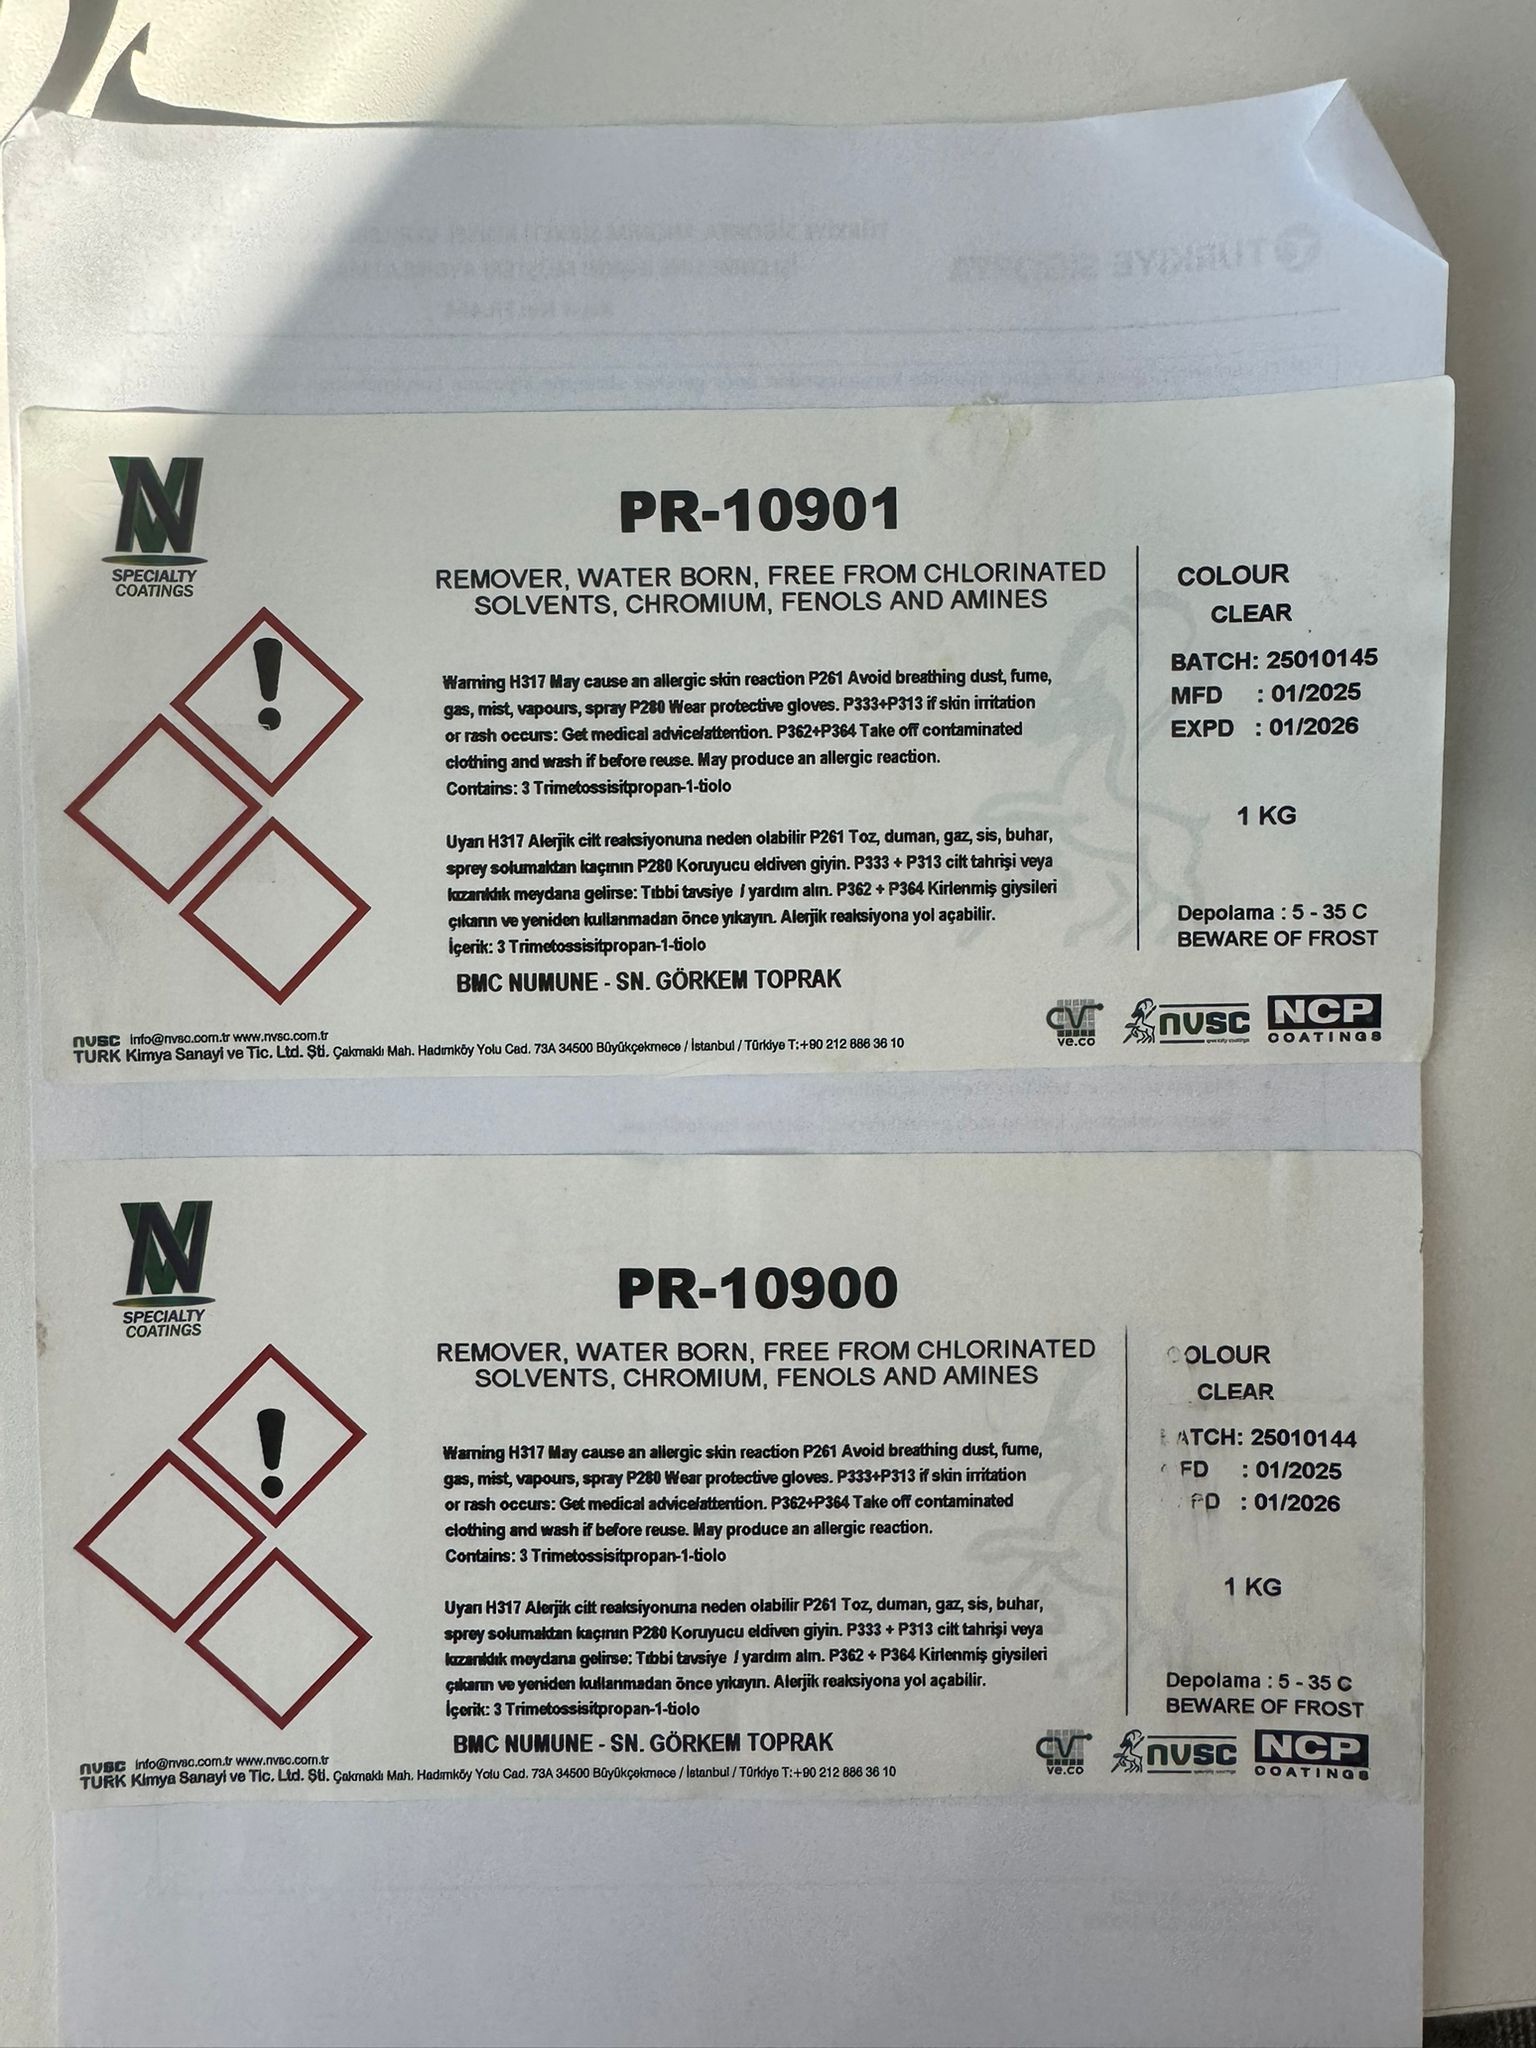 TÜRKİYE SİGORTA
N
SPECIALTY
COATINGS
PR-10901
REMOVER, WATER BORN, FREE FROM CHLORINATED
SOLVENTS, CHROMIUM, FENOLS AND AMINES
Warning H317 May cause an allergic skin reaction P261 Avoid breathing dust, fume,
gas, mist, vapours, spray P280 Wear protective gloves. P333+P313 if skin irritation
or rash occurs: Get medical advice/attention. P362+P364 Take off contaminated
clothing and wash if before reuse. May produce an allergic reaction.
Contains: 3 Trimetossisitpropan-1-tiolo
Uyarı H317 Alerjik cilt reaksiyonuna neden olabilir P261 Toz, duman, gaz, sis, buhar,
sprey solumaktan kaçının P280 Koruyucu eldiven giyin. P333 + P313 cilt tahrişi veya
kızarıklık meydana gelirse: Tıbbi tavsiye / yardım alın. P362 + P364 Kirlenmiş giysileri
çıkarın ve yeniden kullanmadan önce yıkayın. Alerjik reaksiyona yol açabilir.
İçerik: 3 Trimetossisitpropan-1-tiolo
BMC NUMUNE - SN. GÖRKEM TOPRAK
COLOUR
CLEAR
BATCH: 25010145
MFD : 01/2025
EXPD : 01/2026
1 KG
Depolama : 5 - 35 C
BEWARE OF FROST
nvsc info@nvsc.com.tr www.nvsc.com.tr
TURK Kimya Sanayi ve Tic. Ltd. Şti. Çakmaklı Mah. Hadımköy Yolu Cad. 73A 34500 Büyükçekmece / İstanbul / Türkiye T:+90 212 886 36 10
CVT
ve.co
nvsc
specialty coatings
NCP
COATINGS
N
SPECIALTY
COATINGS
PR-10900
REMOVER, WATER BORN, FREE FROM CHLORINATED
SOLVENTS, CHROMIUM, FENOLS AND AMINES
Warning H317 May cause an allergic skin reaction P261 Avoid breathing dust, fume,
gas, mist, vapours, spray P280 Wear protective gloves. P333+P313 if skin irritation
or rash occurs: Get medical advice/attention. P362+P364 Take off contaminated
clothing and wash if before reuse. May produce an allergic reaction.
Contains: 3 Trimetossisitpropan-1-tiolo
Uyarı H317 Alerjik cilt reaksiyonuna neden olabilir P261 Toz, duman, gaz, sis, buhar,
sprey solumaktan kaçının P280 Koruyucu eldiven giyin. P333 + P313 cilt tahrişi veya
kızarıklık meydana gelirse: Tıbbi tavsiye / yardım alın. P362 + P364 Kirlenmiş giysileri
çıkarın ve yeniden kullanmadan önce yıkayın. Alerjik reaksiyona yol açabilir.
İçerik: 3 Trimetossisitpropan-1-tiolo
BMC NUMUNE - SN. GÖRKEM TOPRAK
COLOUR
CLEAR
BATCH: 25010144
FD : 01/2025
PD : 01/2026
1 KG
Depolama : 5 - 35 C
BEWARE OF FROST
nvsc info@nvsc.com.tr www.nvsc.com.tr
TURK Kimya Sanayi ve Tic. Ltd. Şti. Çakmaklı Mah. Hadımköy Yolu Cad. 73A 34500 Büyükçekmece / İstanbul / Türkiye T:+90 212 886 36 10
CVT
ve.co
nvsc
specialty coatings
NCP
COATINGS